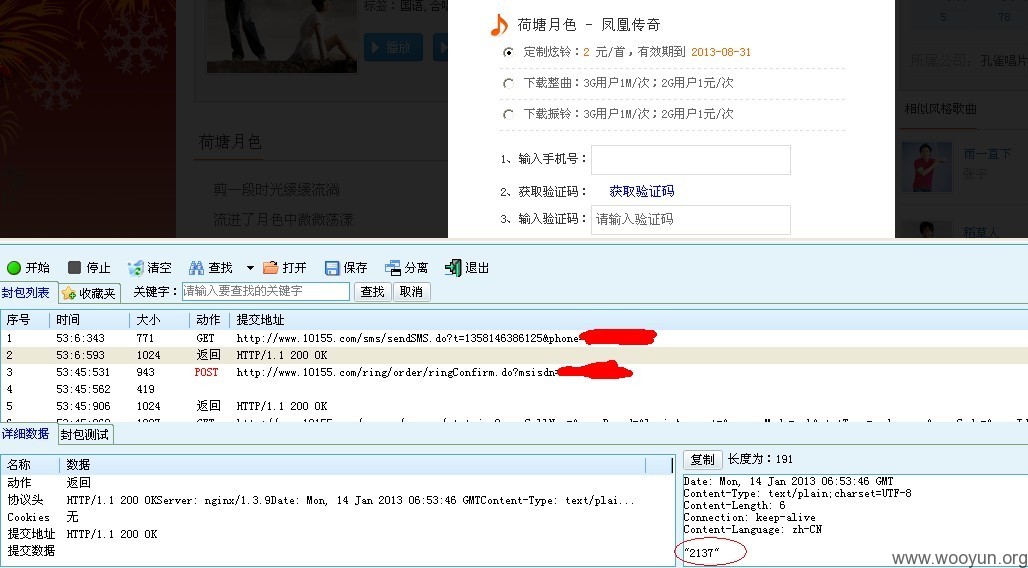 标签：国语，合唱
播放
荷塘月色
剪一段时光缓缓流淌
流进了月色中微微荡漾
荷塘月色 - 凤凰传奇
定制炫铃：2 元/首，有效期到 2013-08-31
下载整曲：3G用户1M/次；2G用户1元/次
下载振铃：3G用户1M/次；2G用户1元/次
1、输入手机号：
2、获取验证码： 获取验证码
3、输入验证码： 请输入验证码
5 78
所属公司：孔雀唱片
相似风格歌曲
雨一直下
张宇
稻草人
开始 停止 清空 查找 打开 保存 分离 退出
封包列表 收藏夹 关键字： 请输入要查找的关键字 查找 取消
序号 时间 大小 动作 提交地址
1 53:6:343 771 GET http://www.10155.com/sms/sendSMS.do?t=1358146386125&phone=
2 53:6:593 1024 返回 HTTP/1.1 200 OK
3 53:45:531 943 POST http://www.10155.com/ring/order/ringConfirm.do?msisdn=
4 53:45:562 419
5 53:45:906 1024 返回 HTTP/1.1 200 OK
详细数据 封包测试
名称 数据
动作 返回
协议头 HTTP/1.1 200 OKServer: nginx/1.3.9Date: Mon, 14 Jan 2013 06:53:46 GMTContent-Type: text/plai...
Cookies 无
提交地址 HTTP/1.1 200 OK
提交数据
复制 长度为：191
Date: Mon, 14 Jan 2013 06:53:46 GMT
Content-Type: text/plain;charset=UTF-8
Content-Length: 6
Connection: keep-alive
Content-Language: zh-CN
"2137"
www.wooyun.org